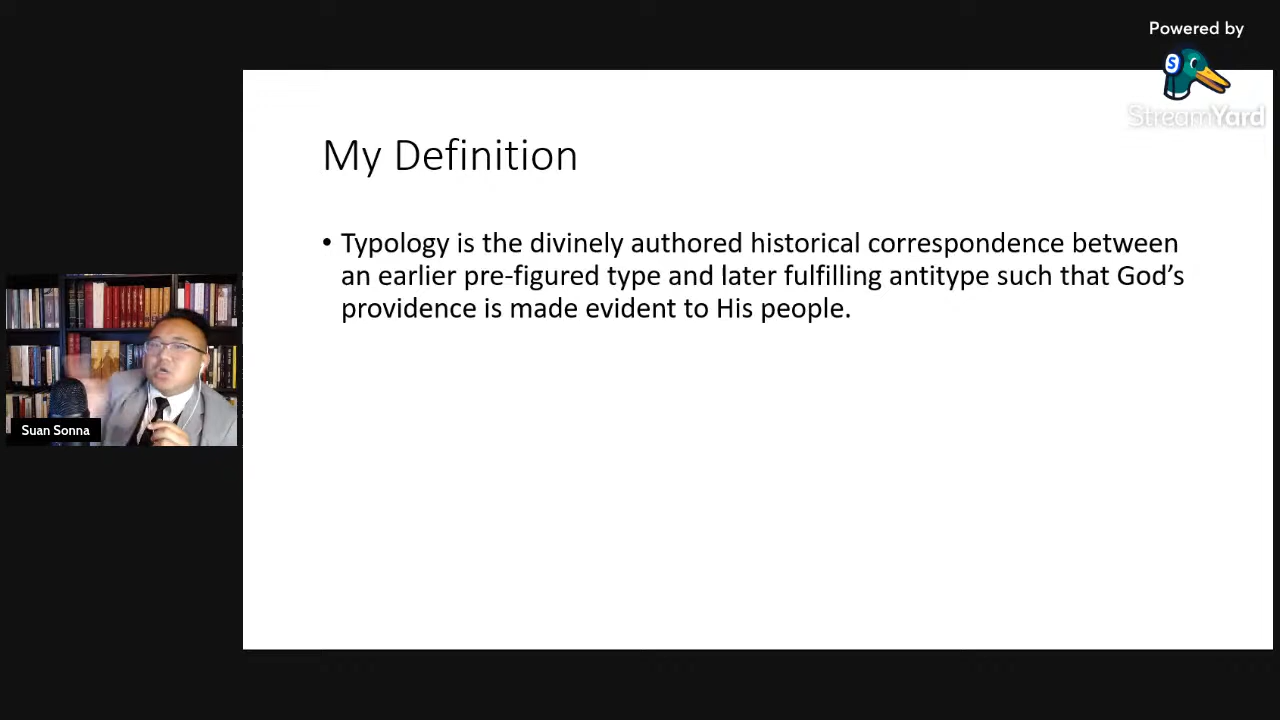 Powered by
S
StreamYard
My Definition
• Typology is the divinely authored historical correspondence between
an earlier pre-figured type and later fulfilling antitype such that God’s
providence is made evident to His people.
Suan Sonna